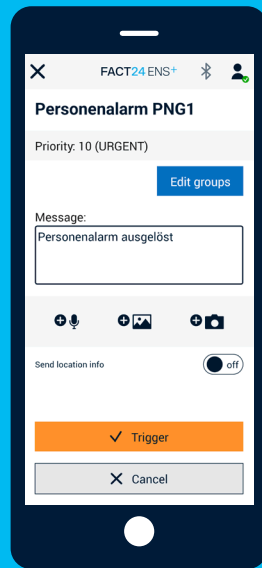 FACT24 ENS+
Personenalarm PNG1
Priority: 10 (URGENT)
Edit groups
Message:
Personenalarm ausgelöst
Send location info
off
Trigger
Cancel